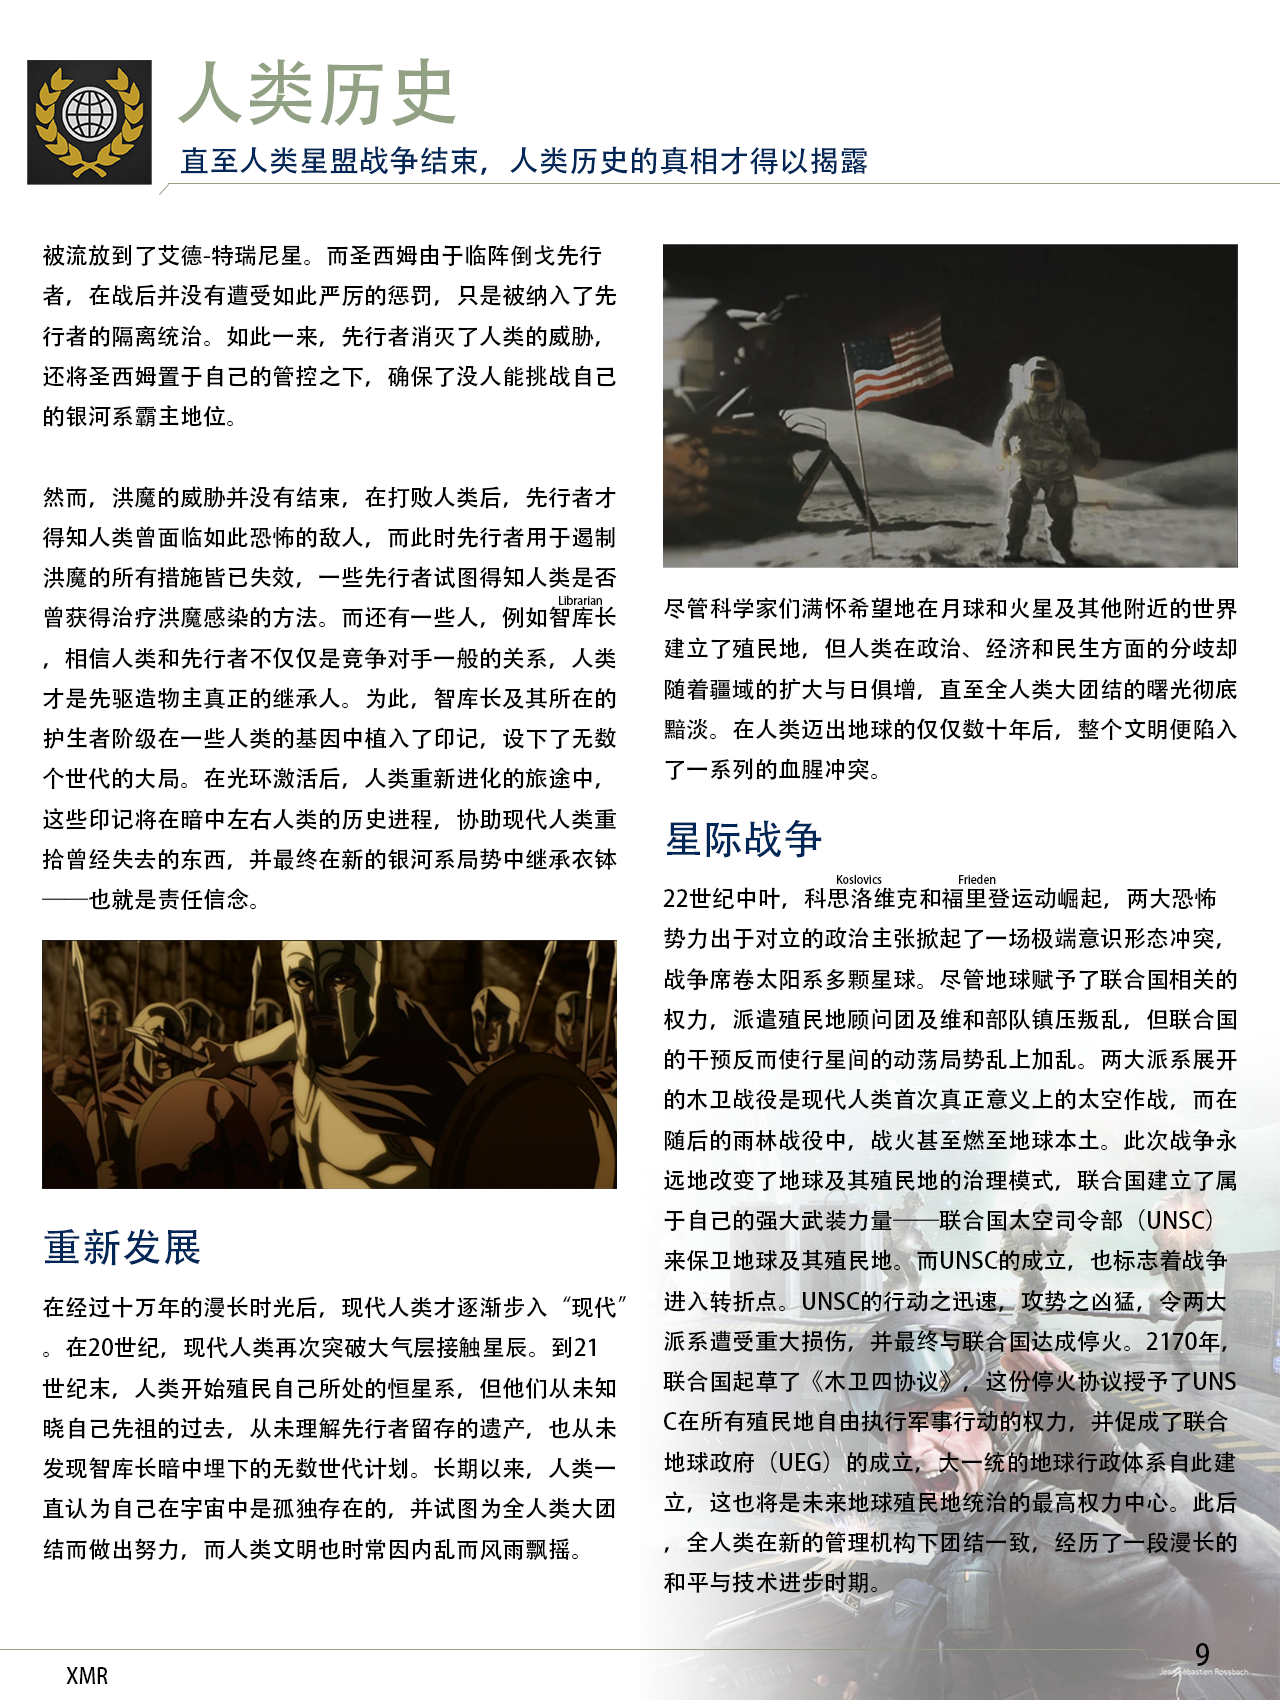 人类历史
直至人类星盟战争结束，人类历史的真相才得以揭露
被流放到了艾德-特瑞尼星。而圣西姆由于临阵倒戈先行
者，在战后并没有遭受如此严厉的惩罚，只是被纳入了先
行者的隔离统治。如此一来，先行者消灭了人类的威胁，
还将圣西姆置于自己的管控之下，确保了没人能挑战自己
的银河系霸主地位。
然而，洪魔的威胁并没有结束，在打败人类后，先行者才
得知人类曾面临如此恐怖的敌人，而此时先行者用于遏制
洪魔的所有措施皆已失效，一些先行者试图得知人类是否
Librarian
曾获得治疗洪魔感染的方法。而还有一些人，例如智库长
，相信人类和先行者不仅仅是竞争对手一般的关系，人类
才是先驱造物主真正的继承人。为此，智库长及其所在的
护生者阶级在一些人类的基因中植入了印记，设下了无数
个世代的大局。在光环激活后，人类重新进化的旅途中，
这些印记将在暗中左右人类的历史进程，协助现代人类重
拾曾经失去的东西，并最终在新的银河系局势中继承衣钵
——也就是责任信念。
重新发展
在经过十万年的漫长时光后，现代人类才逐渐步入“现代”
。在20世纪，现代人类再次突破大气层接触星辰。到21
世纪末，人类开始殖民自己所处的恒星系，但他们从未知
晓自己先祖的过去，从未理解先行者留存的遗产，也从未
发现智库长暗中埋下的无数世代计划。长期以来，人类一
直认为自己在宇宙中是孤独存在的，并试图为全人类大团
结而做出努力，而人类文明也时常因内乱而风雨飘摇。
尽管科学家们满怀希望地在月球和火星及其他附近的世界
建立了殖民地，但人类在政治、经济和民生方面的分歧却
随着疆域的扩大与日俱增，直至全人类大团结的曙光彻底
黯淡。在人类迈出地球的仅仅数十年后，整个文明便陷入
了一系列的血腥冲突。
星际战争
Koslovics Frieden
22世纪中叶，科思洛维克和福里登运动崛起，两大恐怖
势力出于对立的政治主张掀起了一场极端意识形态冲突，
战争席卷太阳系多颗星球。尽管地球赋予了联合国相关的
权力，派遣殖民地顾问团及维和部队镇压叛乱，但联合国
的干预反而使行星间的动荡局势乱上加乱。两大派系展开
的木卫战役是现代人类首次真正意义上的太空作战，而在
随后的雨林战役中，战火甚至燃至地球本土。此次战争永
远地改变了地球及其殖民地的治理模式，联合国建立了属
于自己的强大武装力量——联合国太空司令部（UNSC）
来保卫地球及其殖民地。而UNSC的成立，也标志着战争
进入转折点。UNSC的行动之迅速，攻势之凶猛，令两大
派系遭受重大损伤，并最终与联合国达成停火。2170年，
联合国起草了《木卫四协议》，这份停火协议授予了UNS
C在所有殖民地自由执行军事行动的权力，并促成了联合
地球政府（UEG）的成立，大一统的地球行政体系自此建
立，这也将是未来地球殖民地统治的最高权力中心。此后
，全人类在新的管理机构下团结一致，经历了一段漫长的
和平与技术进步时期。
Jean-Sébastien Rossbach
XMR
9